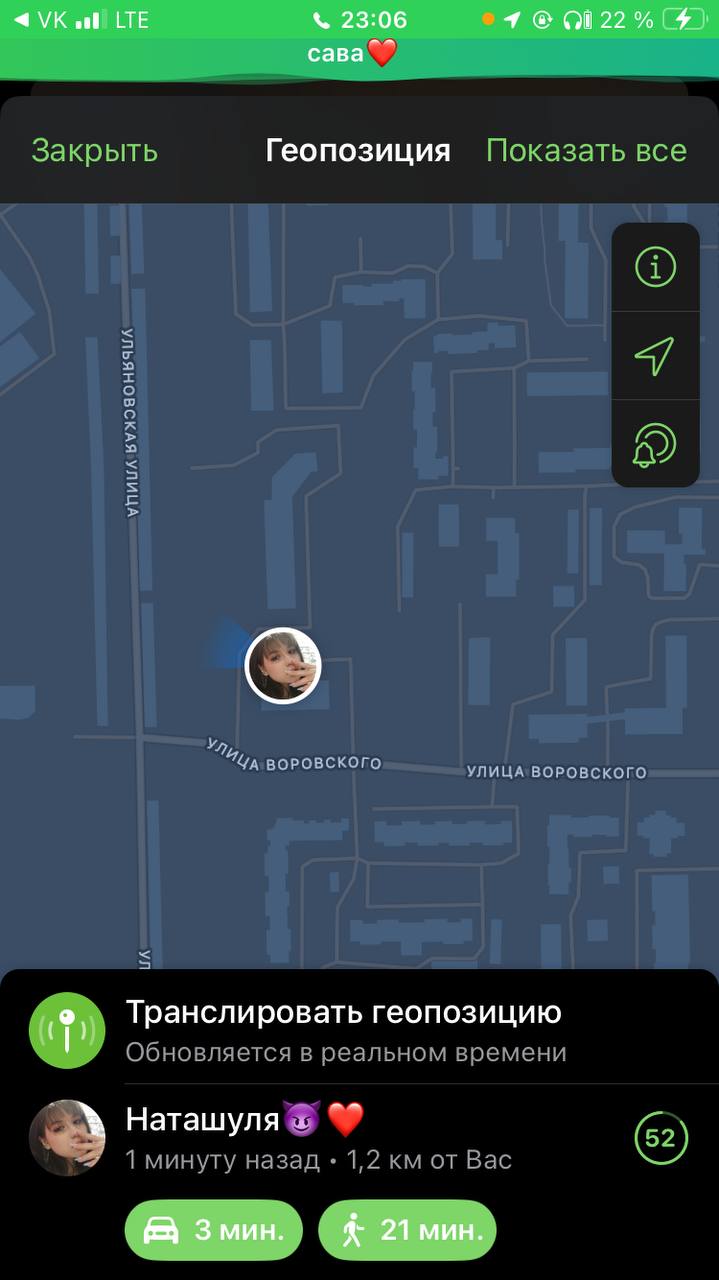 VK LTE 23:06 22 %
сава❤️
Закрыть Геопозиция Показать все
УЛЬЯНОВСКАЯ УЛИЦА
УЛИЦА ВОРОВСКОГО
УЛИЦА ВОРОВСКОГО
УЛ
Транслировать геопозицию
Обновляется в реальном времени
Наташуля😈❤️
1 минуту назад • 1,2 км от Вас
52
3 мин. 21 мин.